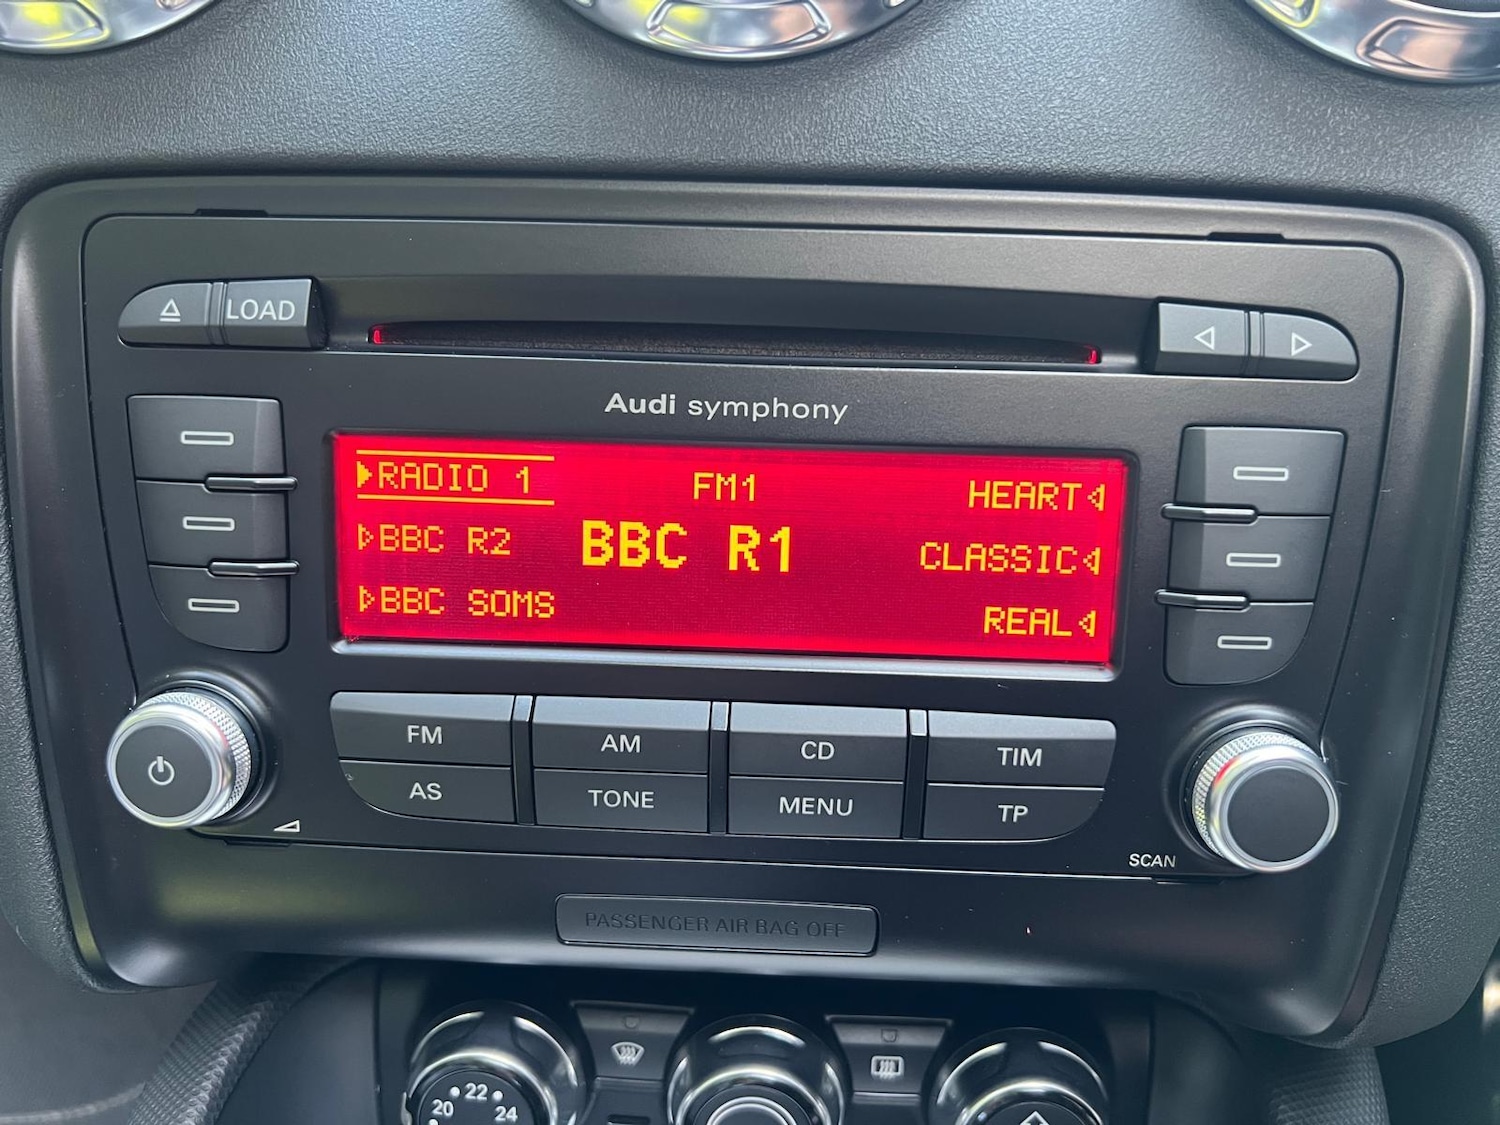 LOAD
Audi symphony
RADIO 1 FM1 HEART
BBC R2 BBC R1 CLASSIC
BBC SOMS REAL
FM AM CD TIM
AS TONE MENU TP
SCAN
PASSENGER AIR BAG OFF
20 22 24